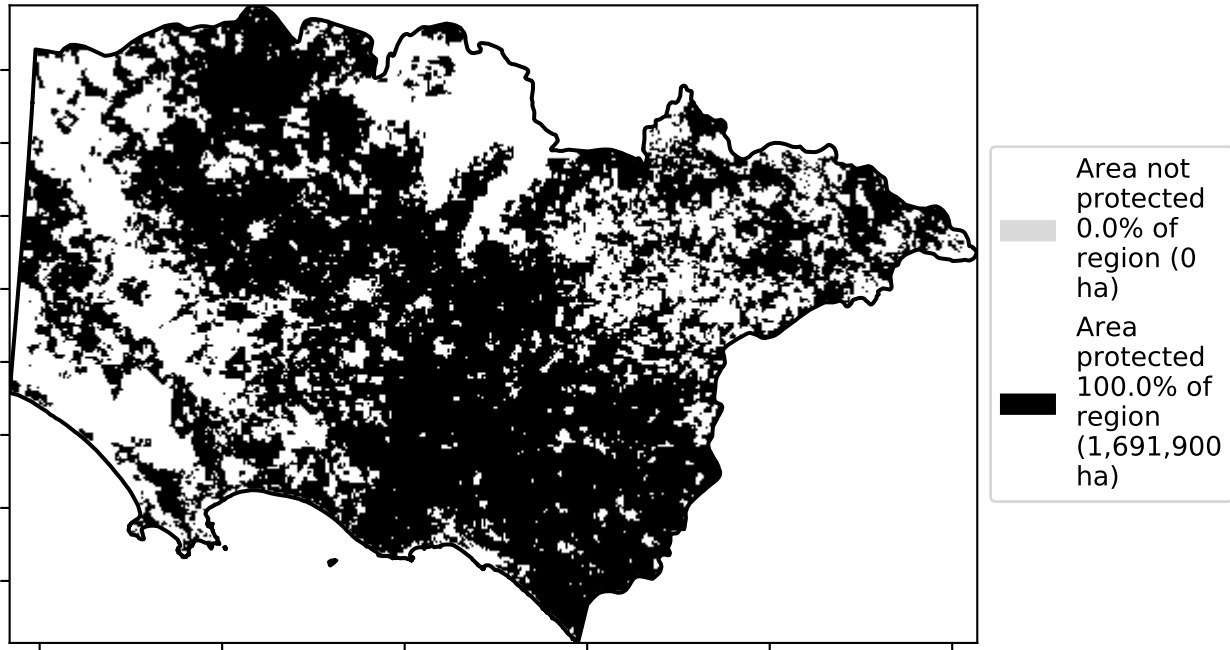 Area not
protected
0.0% of
region (0
ha)
Area
protected
100.0% of
region
(1,691,900
ha)